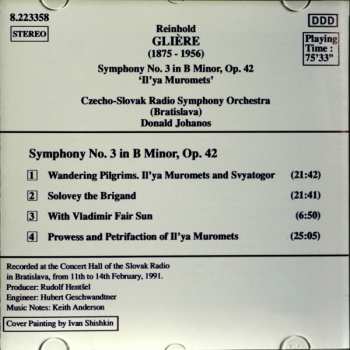 8.223358
STEREO
Reinhold
GLIÈRE
(1875 - 1956)
Symphony No. 3 in B Minor, Op. 42
'Il'ya Muromets'
DDD
Playing
Time :
75'33"
Czecho-Slovak Radio Symphony Orchestra
(Bratislava)
Donald Johanos
Symphony No. 3 in B Minor, Op. 42
1 Wandering Pilgrims. Il'ya Muromets and Svyatogor (21:42)
2 Solovey the Brigand (21:41)
3 With Vladimir Fair Sun (6:50)
4 Prowess and Petrifaction of Il'ya Muromets (25:05)
Recorded at the Concert Hall of the Slovak Radio
in Bratislava, from 11th to 14th February, 1991.
Producer: Rudolf Hentšel
Engineer: Hubert Geschwandtner
Music Notes: Keith Anderson
Cover Painting by Ivan Shishkin